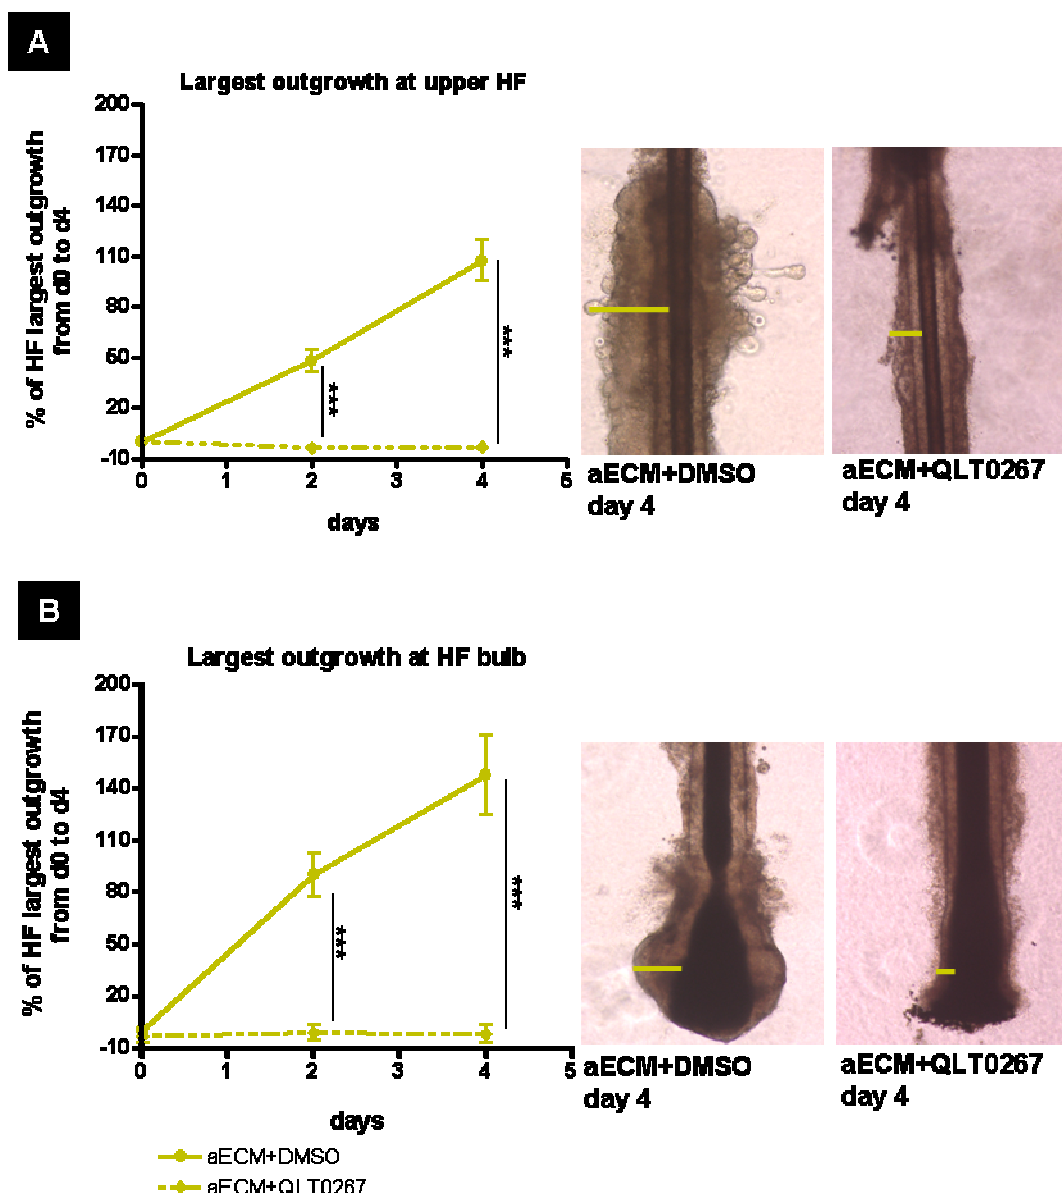 A
Largest outgrowth at upper HF
% of HF largest outgrowth
from d0 to d4
200
170
140
110
80
50
20
-10
0
1
2
3
4
5
days
***
***
aECM+DMSO
day 4
aECM+QLT0267
day 4
B
Largest outgrowth at HF bulb
% of HF largest outgrowth
from d0 to d4
200
170
140
110
80
50
20
-10
0
1
2
3
4
5
days
***
***
aECM+DMSO
day 4
aECM+QLT0267
day 4
aECM+DMSO
aECM+QLT0267